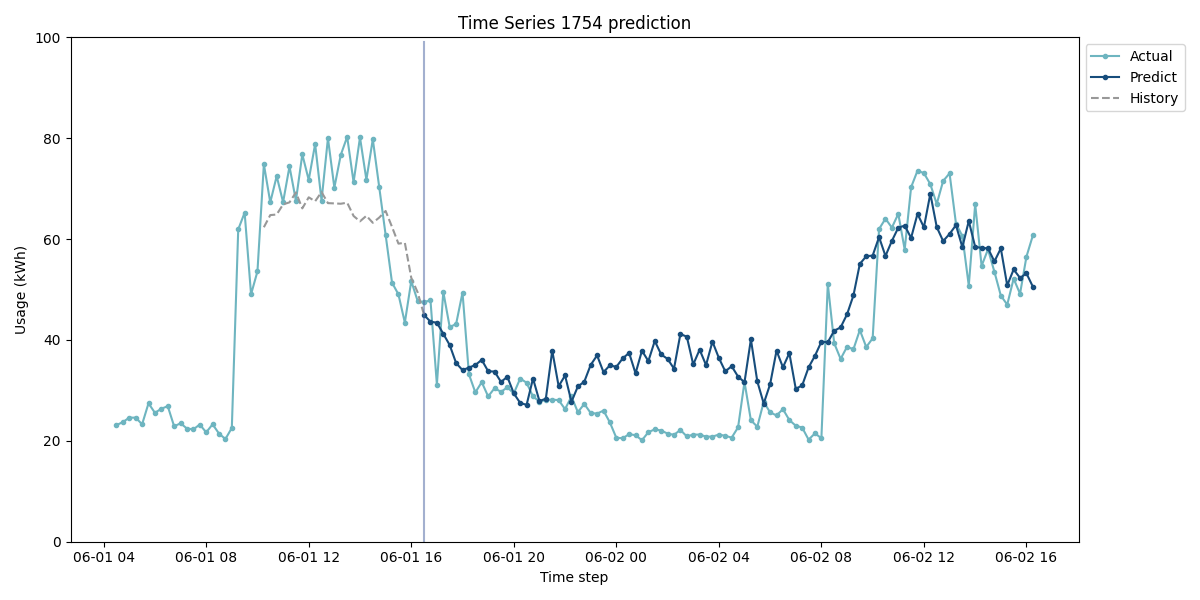 Time Series 1754 prediction
Usage (kWh)
100
80
60
40
20
0
06-01 04
06-01 08
06-01 12
06-01 16
06-01 20
06-02 00
06-02 04
06-02 08
06-02 12
06-02 16
Time step
Actual
Predict
History